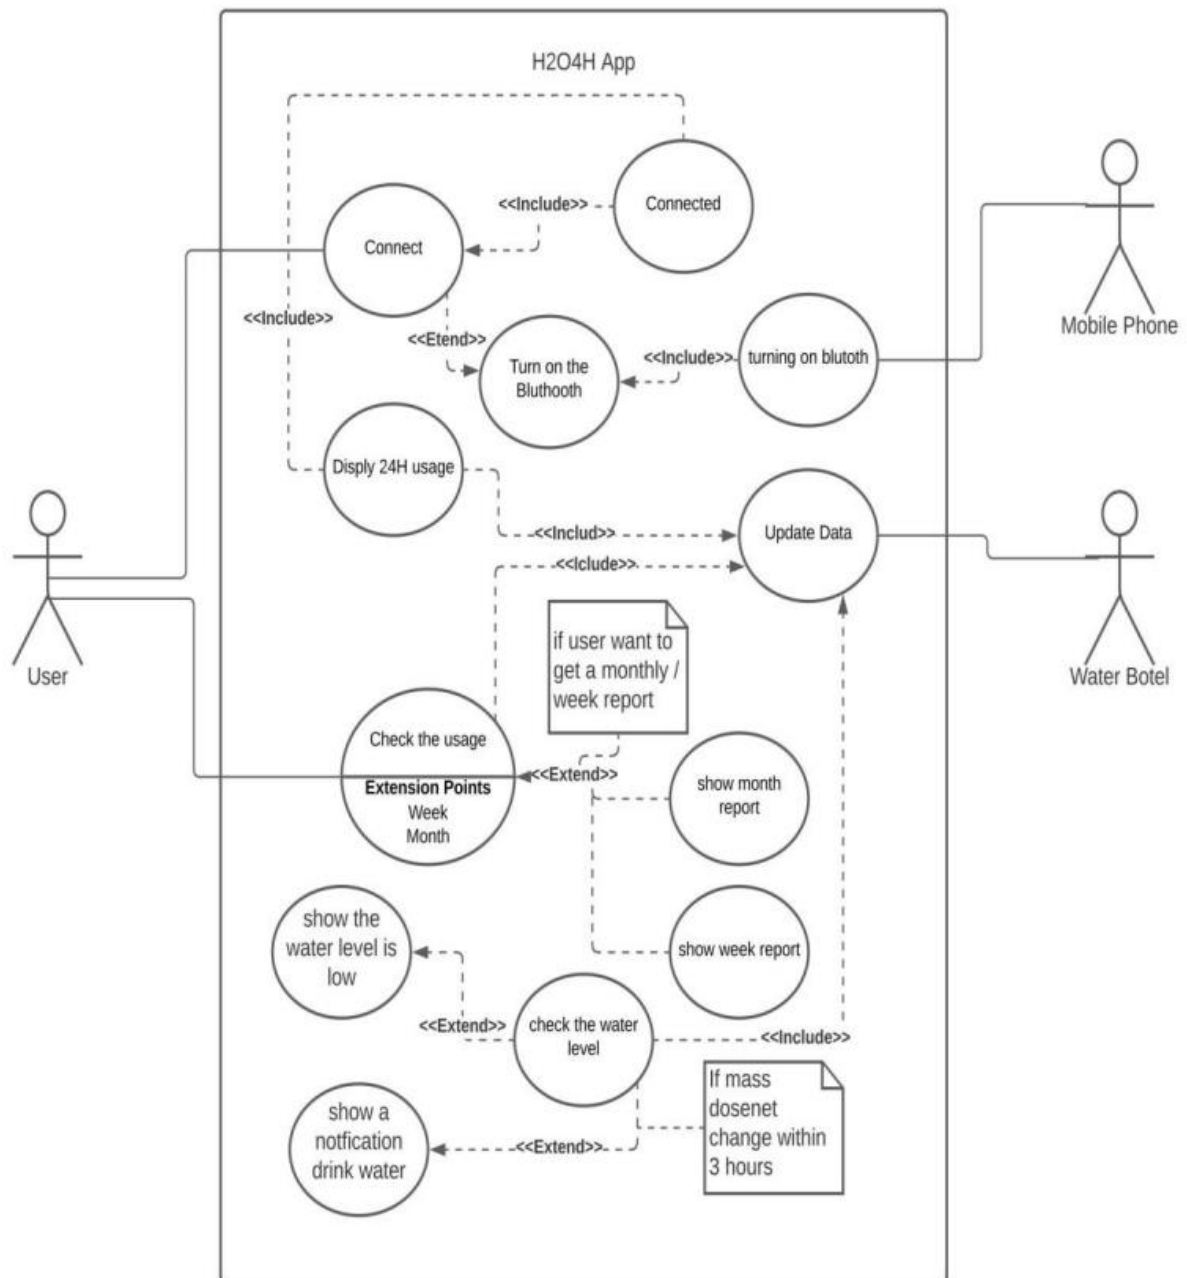 H2O4H App
Connected
<<Include>>
Connect
<<Include>>
<<Etend>>
Turn on the
Bluthooth
<<Include>>
turning on blutoth
Mobile Phone
Disply 24H usage
<<Includ>>
Update Data
<<Iclude>>
User
Water Botel
if user want to
get a monthly /
week report
Check the usage
Extension Points
Week
Month
<<Extend>>
show month
report
show week report
show the
water level is
low
<<Extend>>
check the water
level
<<Include>>
If mass
dosenet
change within
3 hours
show a
notfication
drink water
<<Extend>>